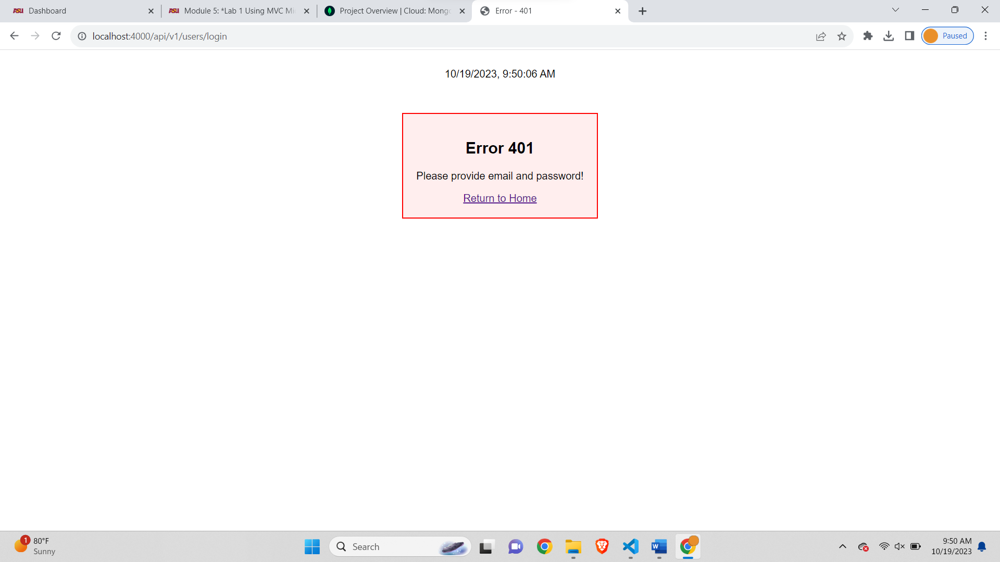 ASU Dashboard
ASU Module 5: *Lab 1 Using MVC Mi
Project Overview | Cloud: Mongo
Error - 401
localhost:4000/api/v1/users/login
Paused
10/19/2023, 9:50:06 AM
Error 401
Please provide email and password!
Return to Home
1
80°F
Sunny
Search
W
9:50 AM
10/19/2023